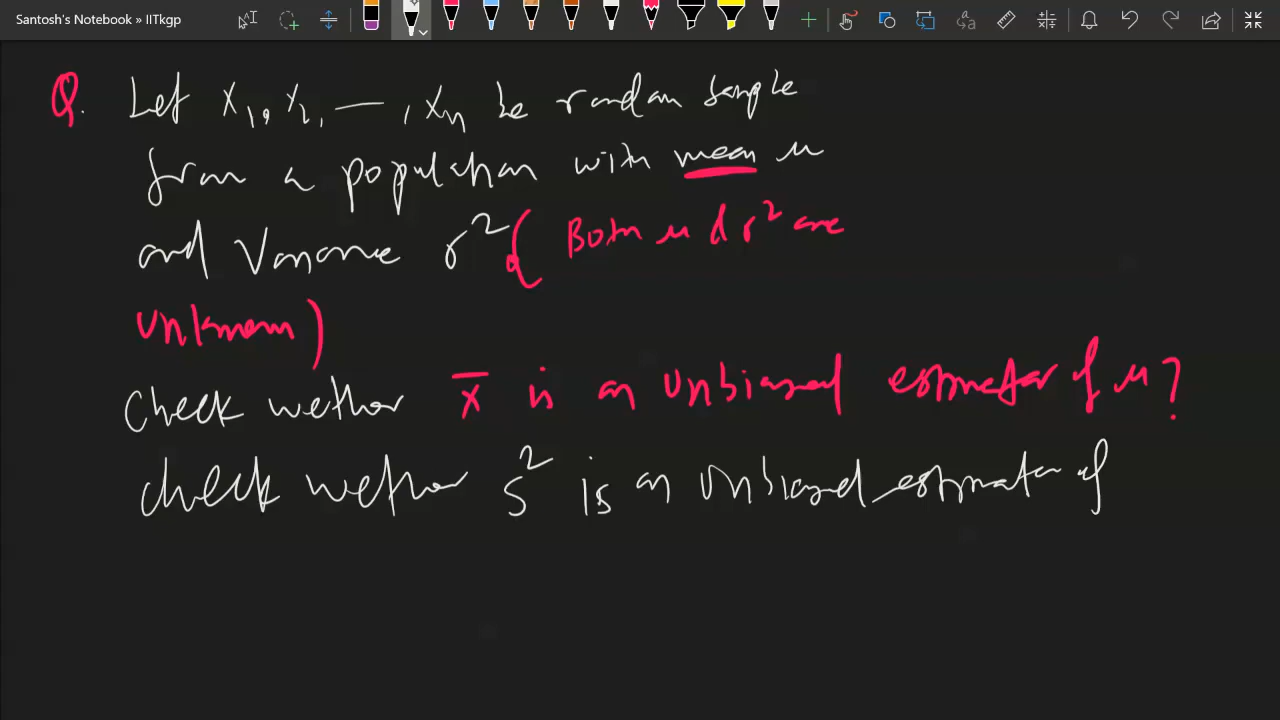 Santosh's Notebook » IITkgp
Q. Let x₁, x₂, —, xₙ be random sample
from a population with mean μ
and Variance σ² ( Both μ & σ² are
unknown)
check wether x̄ is an unbiased estimator of μ?
check wether s² is an unbiased estimator of